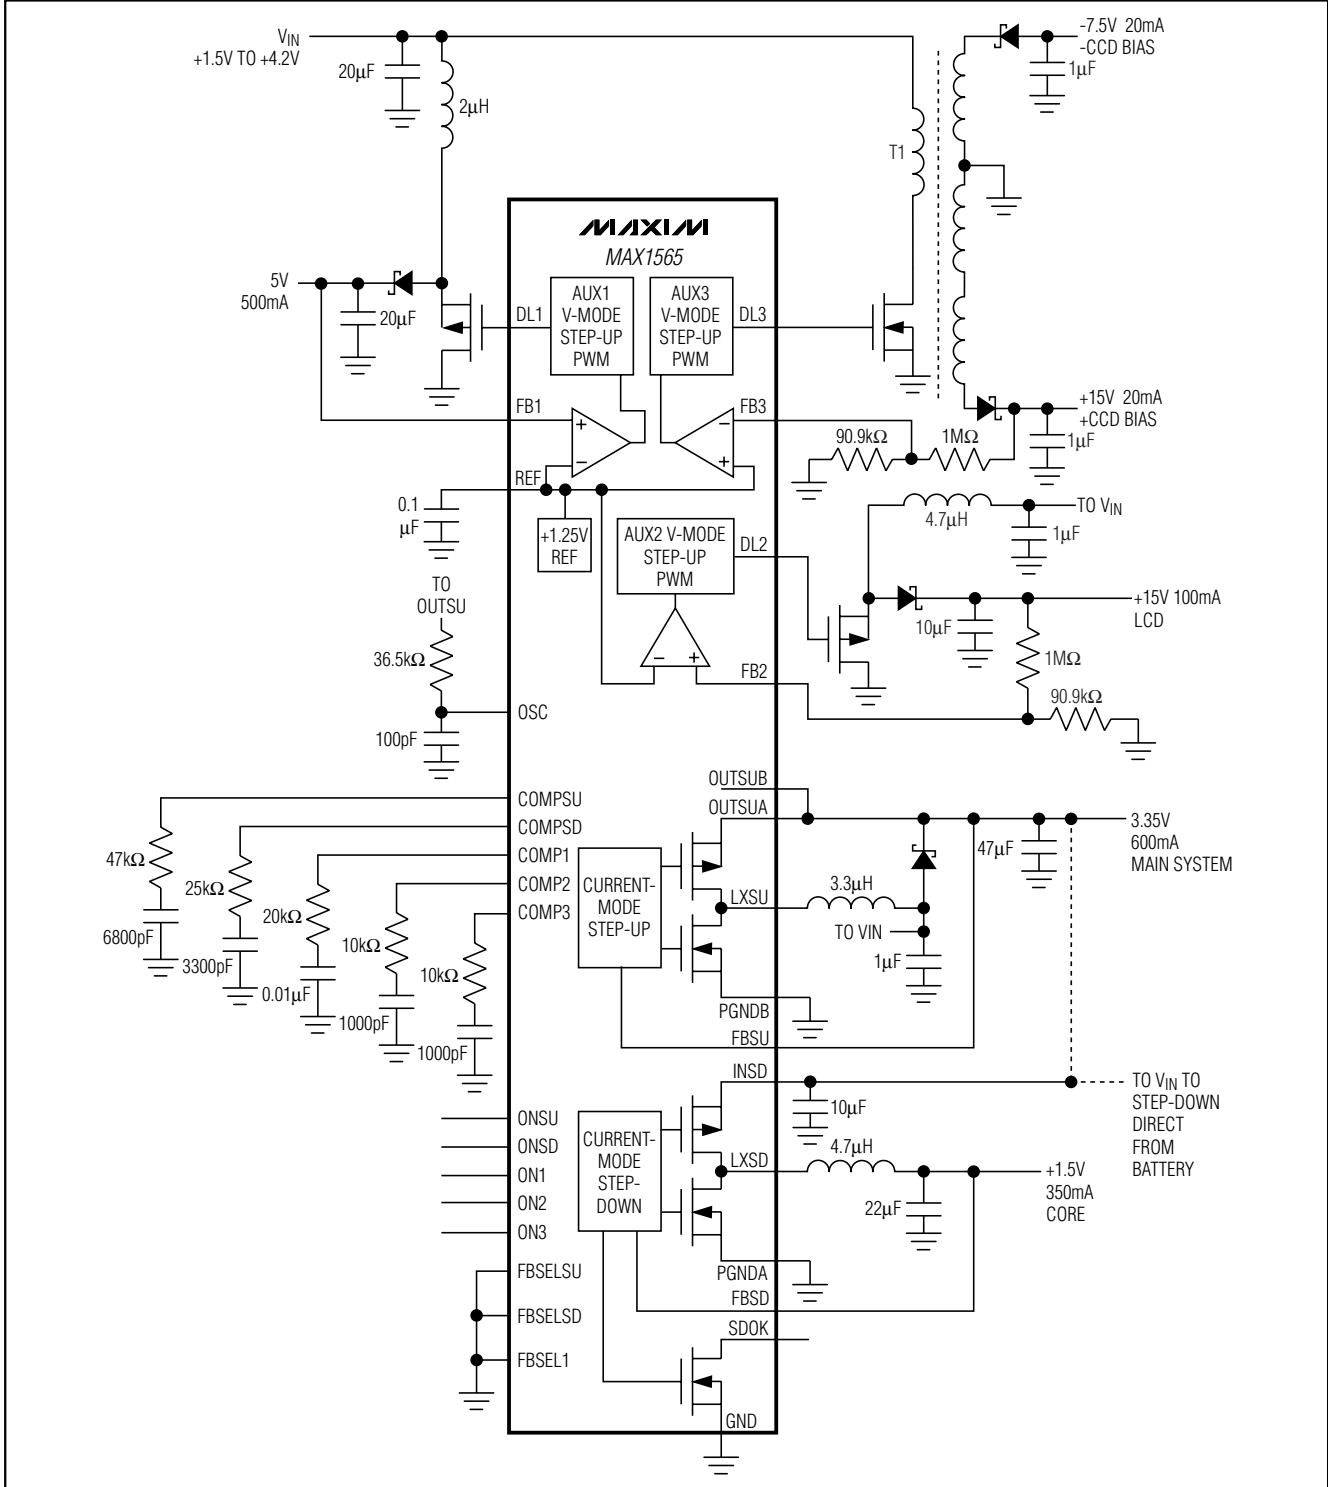 V_IN
+1.5V TO +4.2V
20µF
2µH
-7.5V 20mA
-CCD BIAS
1µF
T1
MAXIM
MAX1565
5V
500mA
20µF
DL1
AUX1
V-MODE
STEP-UP
PWM
AUX3
V-MODE
STEP-UP
PWM
DL3
FB1
+
−
FB3
−
+
90.9kΩ
1MΩ
+15V 20mA
+CCD BIAS
1µF
REF
0.1
µF
+1.25V
REF
AUX2 V-MODE
STEP-UP
PWM
DL2
4.7µH
TO V_IN
1µF
+15V 100mA
LCD
10µF
1MΩ
90.9kΩ
−
+
FB2
TO
OUTSU
36.5kΩ
OSC
100pF
OUTSUB
OUTSUA
COMPSU
COMPSD
COMP1
COMP2
COMP3
47kΩ
6800pF
25kΩ
3300pF
20kΩ
0.01µF
10kΩ
1000pF
10kΩ
1000pF
CURRENT-
MODE
STEP-UP
LXSU
3.3µH
TO VIN
1µF
47µF
3.35V
600mA
MAIN SYSTEM
PGNDB
FBSU
INSD
10µF
TO V_IN TO
STEP-DOWN
DIRECT
FROM
BATTERY
ONSU
ONSD
ON1
ON2
ON3
CURRENT-
MODE
STEP-
DOWN
LXSD
4.7µH
22µF
+1.5V
350mA
CORE
PGNDA
FBSD
FBSELSU
FBSELSD
FBSEL1
SDOK
GND